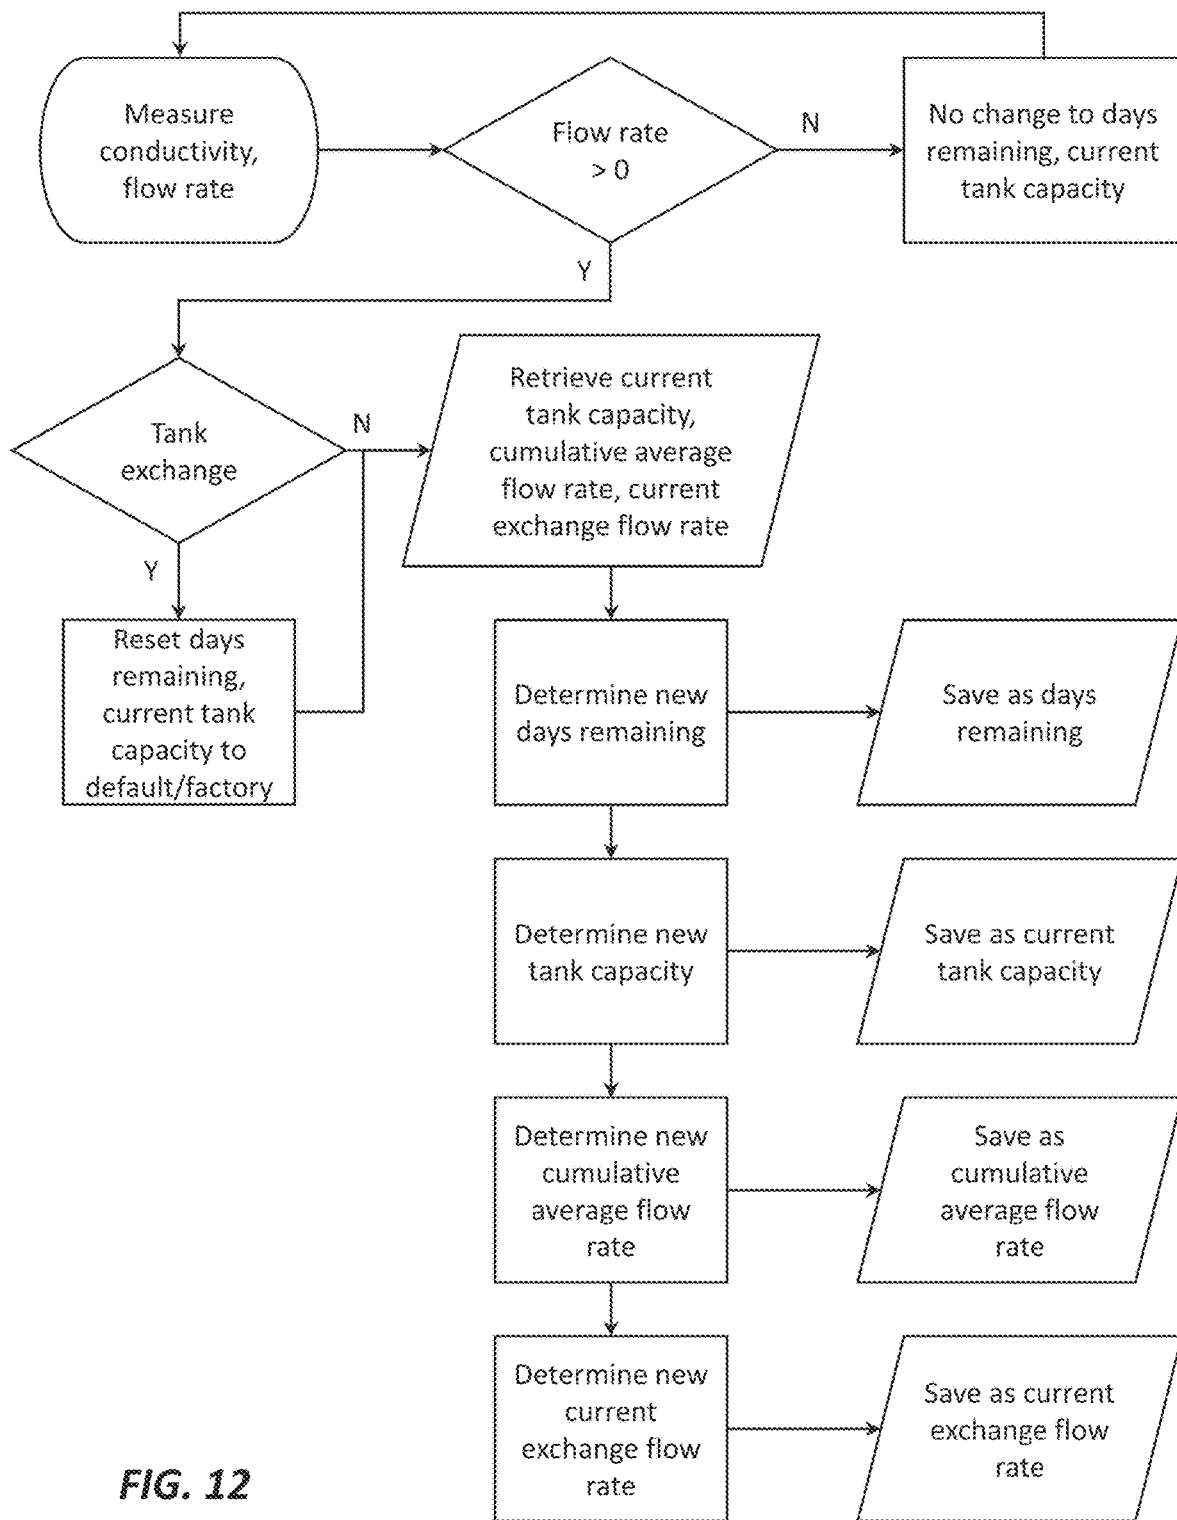 Measure
conductivity,
flow rate
Flow rate
> 0
N
No change to days
remaining, current
tank capacity
Y
Tank
exchange
N
Retrieve current
tank capacity,
cumulative average
flow rate, current
exchange flow rate
Y
Reset days
remaining,
current tank
capacity to
default/factory
Determine new
days remaining
Save as days
remaining
Determine new
tank capacity
Save as current
tank capacity
Determine new
cumulative
average flow
rate
Save as
cumulative
average flow
rate
Determine new
current
exchange flow
rate
Save as current
exchange flow
rate
FIG. 12